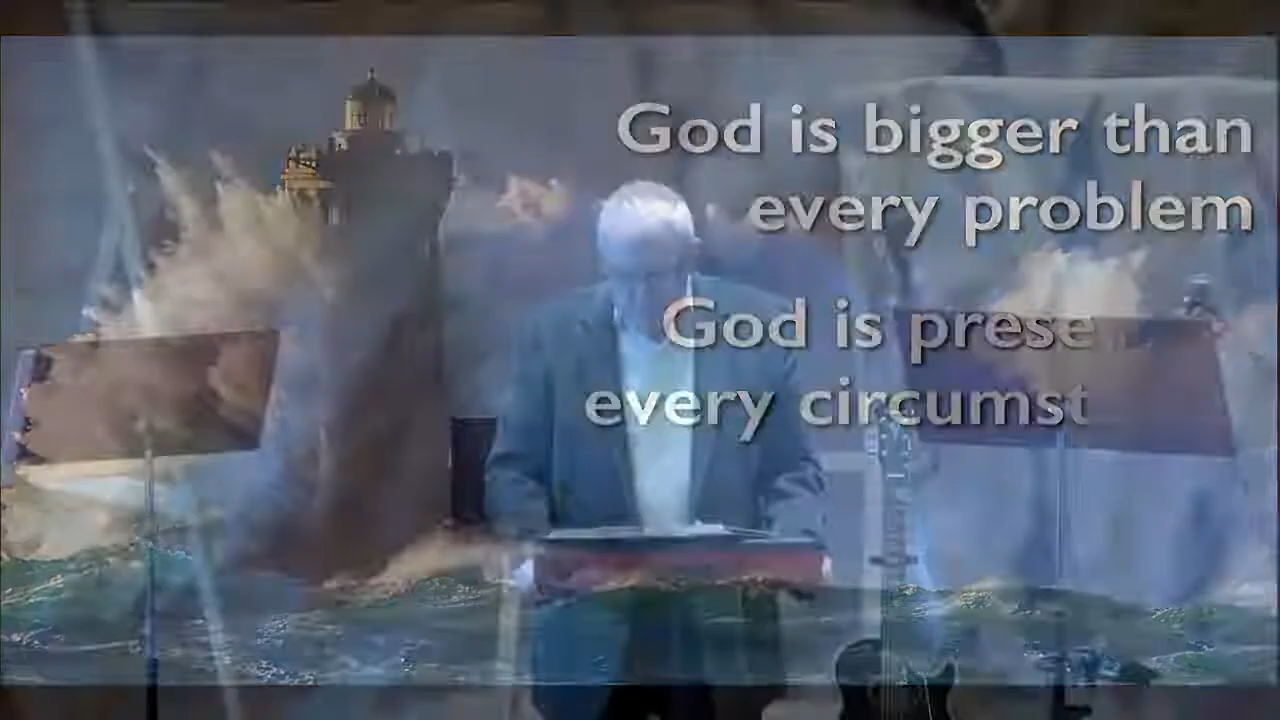 God is bigger than
every problem
God is prese
every circumst